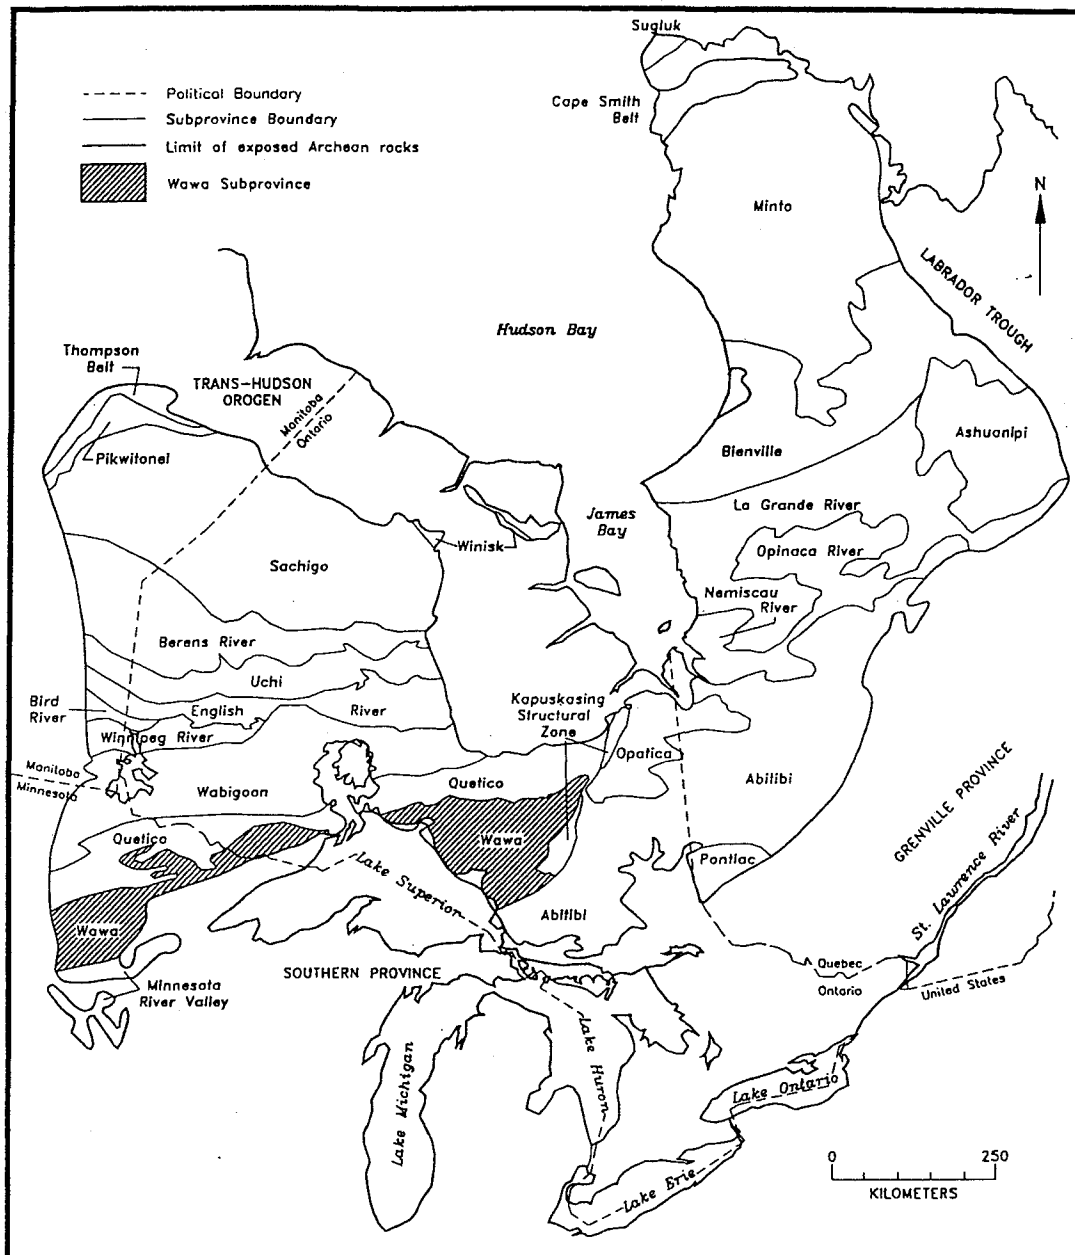 Sugluk
Political Boundary
Subprovince Boundary
Limit of exposed Archean rocks
Wawa Subprovince
Cape Smith
Belt
Minto
N
LABRADOR TROUGH
Hudson Bay
Thompson
Belt
TRANS-HUDSON
OROGEN
Manitoba
Ontario
Pikwitonei
Bienville
Ashuanipi
La Grande River
James
Bay
Winisk
Opinaca River
Sachigo
Nemiscau
River
Berens River
Uchi
Bird
River
English
River
Kapuskasing
Structural
Zone
Winnipeg River
Opatica
Manitoba
Minnesota
Wabigoon
Quetico
Abitibi
GRENVILLE PROVINCE
Quetico
Wawa
Pontiac
St. Lawrence River
Lake Superior
Wawa
Abitibi
SOUTHERN PROVINCE
Quebec
Ontario
United States
Minnesota
River Valley
Lake Michigan
Lake Huron
Lake Ontario
Lake Erie
0
250
KILOMETERS